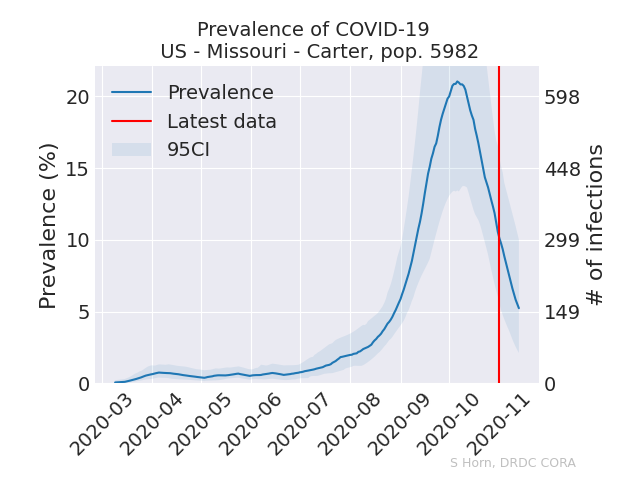 Prevalence of COVID-19
US - Missouri - Carter, pop. 5982
Prevalence
Latest data
95CI
Prevalence (%)
20
15
10
5
0
# of infections
598
448
299
149
0
2020-03
2020-04
2020-05
2020-06
2020-07
2020-08
2020-09
2020-10
2020-11
S Horn, DRDC CORA